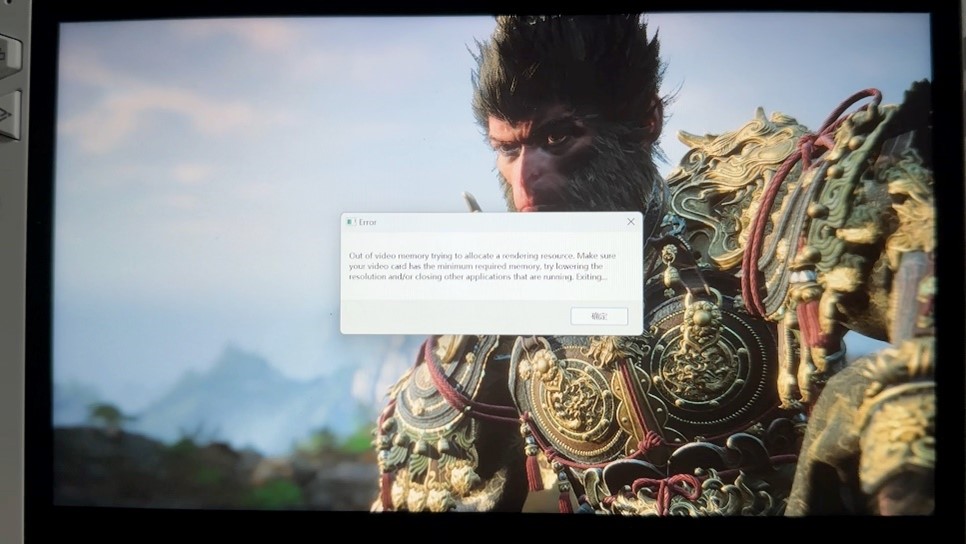 Error
Out of video memory trying to allocate a rendering resource. Make sure
your video card has the minimum required memory, try lowering the
resolution and/or closing other applications that are running. Exiting...
确定